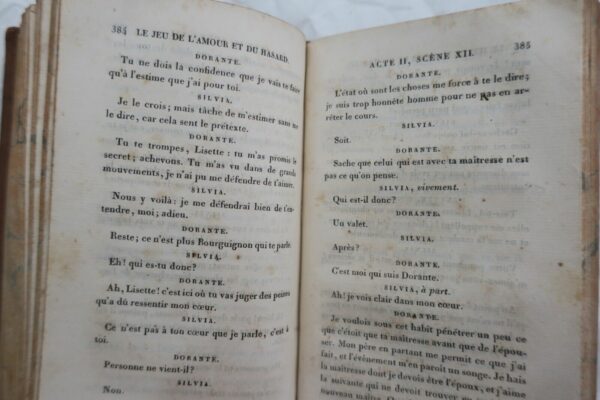 384 LE JEU DE L'AMOUR ET DU HASARD,
DORANTE.
Tu ne dois la confidence que je vais te faire
qu'à l'estime que j'ai pour toi.
SILVIA.
Je le crois; mais tâche de m'estimer sans me
le dire, car cela sent le prétexte.
DORANTE.
Tu te trompes, Lisette: tu m'as promis le
secret; achevons. Tu m'as vu dans de grands
mouvements, je n'ai pu me défendre de t'aimer.
SILVIA.
Nous y voilà: je me défendrai bien de t'en-
tendre, moi; adieu.
DORANTE.
Reste; ce n'est plus Bourguignon qui te parle.
SILVIA.
Eh! qui es-tu donc?
DORANTE.
Ah, Lisette! c'est ici où tu vas juger des peines
qu'a dû ressentir mon cœur.
SILVIA.
Ce n'est pas à ton cœur que je parle, c'est à
toi.
DORANTE.
Personne ne vient-il?
SILVIA.
Non.
ACTE II, SCÈNE XII. 385
DORANTE.
L'état où sont les choses me force à te le dire;
je suis trop honnête homme pour ne pas en ar-
rêter le cours.
SILVIA.
Soit.
DORANTE.
Sache que celui qui est avec ta maîtresse n'est
pas ce qu'on pense.
SILVIA, vivement.
Qui est-il donc?
DORANTE.
Un valet.
SILVIA.
Après?
DORANTE.
C'est moi qui suis Dorante.
SILVIA, à part.
Ah! je vois clair dans mon cœur.
DORANTE.
Je voulois sous cet habit pénétrer un peu ce
que c'étoit que ta maîtresse avant que de l'épou-
ser. Mon père en partant me permit ce que j'ai
fait, et l'événement m'en paroît un songe. Je hais
la maîtresse dont je devois être l'époux, et j'aime
la suivante qui ne devoit trouver
nouveau